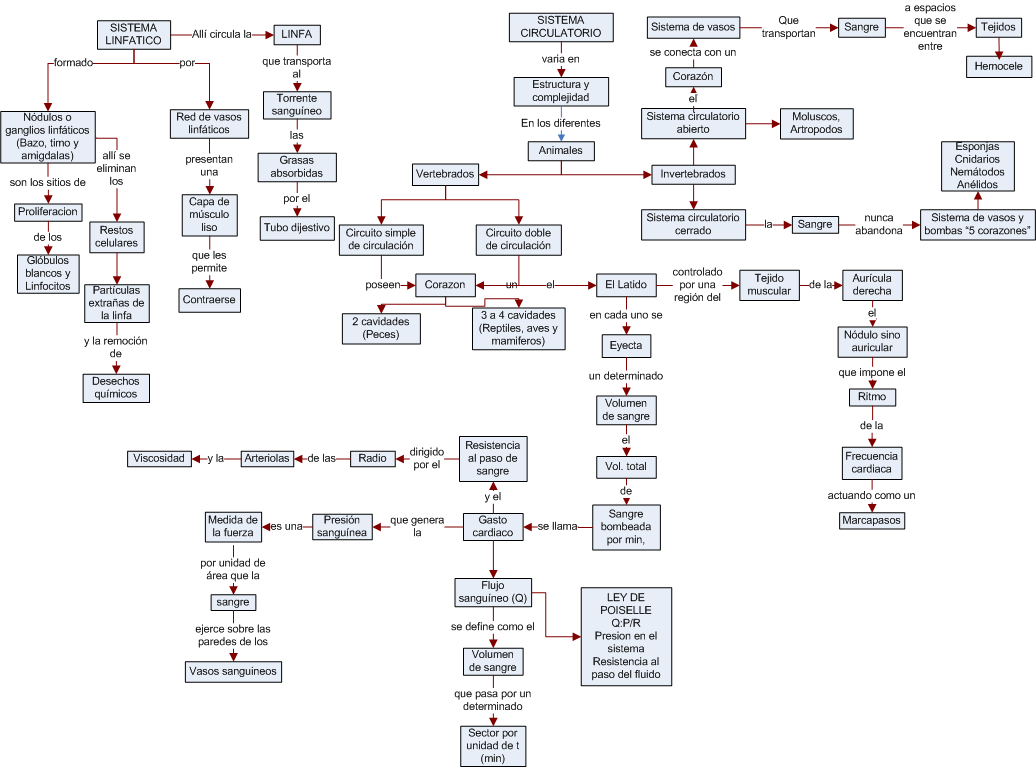 SISTEMA
LINFATICO
Allí circula la
LINFA
formado
por
que transporta
al
Torrente
sanguíneo
las
Grasas
absorbidas
por el
Tubo dijestivo
Nódulos o
ganglios linfáticos
(Bazo, timo y
amigdalas)
son los sitios de
Proliferacion
de los
Glóbulos
blancos y
Linfocitos
allí se
eliminan
los
Restos
celulares
Partículas
extrañas de
la linfa
y la remoción
de
Desechos
químicos
Red de vasos
linfáticos
presentan
una
Capa de
músculo
liso
que les
permite
Contraerse
SISTEMA
CIRCULATORIO
varia en
Estructura y
complejidad
En los diferentes
Animales
Vertebrados
Invertebrados
Circuito simple
de circulación
Circuito doble
de circulación
poseen
Corazon
un
el
2 cavidades
(Peces)
3 a 4 cavidades
(Reptiles, aves y
mamiferos)
Sistema circulatorio
abierto
Moluscos,
Artropodos
el
Corazón
se conecta con un
Sistema de vasos
Que
transportan
Sangre
a espacios
que se
encuentran
entre
Tejidos
Hemocele
Sistema circulatorio
cerrado
la
Sangre
nunca
abandona
Sistema de vasos y
bombas “5 corazones”
Esponjas
Cnidarios
Nemátodos
Anélidos
El Latido
controlado
por una
región del
Tejido
muscular
de la
Aurícula
derecha
el
Nódulo sino
auricular
que impone el
Ritmo
de la
Frecuencia
cardiaca
actuando como un
Marcapasos
en cada uno se
Eyecta
un determinado
Volumen
de sangre
el
Vol. total
de
Sangre
bombeada
por min,
se llama
Gasto
cardiaco
y el
Resistencia
al paso de
sangre
dirigido
por el
Radio
de las
Arteriolas
y la
Viscosidad
que genera
la
Presión
sanguínea
es una
Medida de
la fuerza
por unidad de
área que la
sangre
ejerce sobre las
paredes de los
Vasos sanguineos
Flujo
sanguíneo (Q)
se define como el
Volumen
de sangre
que pasa por un
determinado
Sector por
unidad de t
(min)
LEY DE
POISELLE
Q:P/R
Presion en el
sistema
Resistencia al
paso del fluido